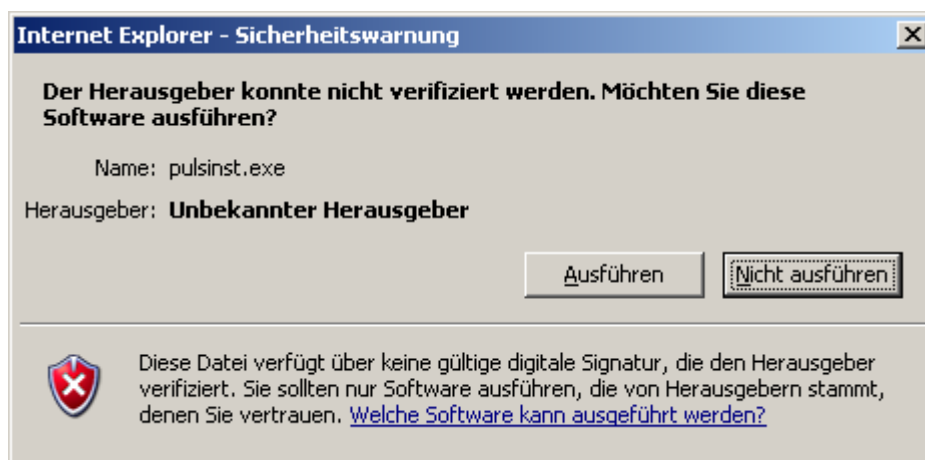 Internet Explorer - Sicherheitswarnung
Der Herausgeber konnte nicht verifiziert werden. Möchten Sie diese
Software ausführen?
Name: pulsinst.exe
Herausgeber: Unbekannter Herausgeber
Ausführen Nicht ausführen
Diese Datei verfügt über keine gültige digitale Signatur, die den Herausgeber
verifiziert. Sie sollten nur Software ausführen, die von Herausgebern stammt,
denen Sie vertrauen. Welche Software kann ausgeführt werden?